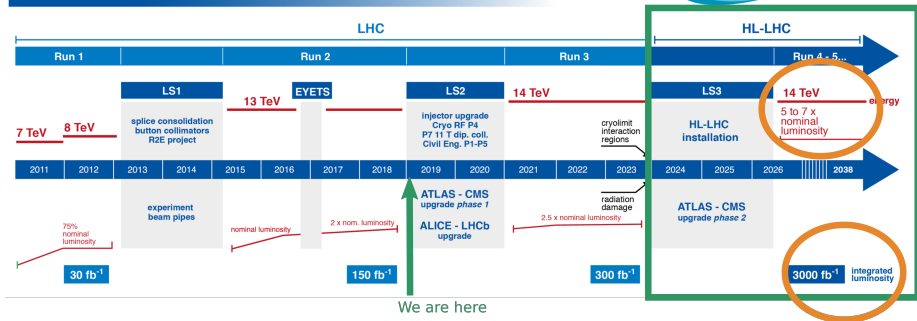 LHC
HL-LHC
Run 1
Run 2
Run 3
Run 4 - 5...
LS1
EYETS
LS2
LS3
7 TeV
8 TeV
13 TeV
14 TeV
14 TeV
energy
splice consolidation
button collimators
R2E project
injector upgrade
Cryo RF P4
P7 11 T dip. coll.
Civil Eng. P1-P5
cryolimit
interaction
regions
HL-LHC
installation
5 to 7 x
nominal
luminosity
2011 2012 2013 2014 2015 2016 2017 2018 2019 2020 2021 2022 2023 2024 2025 2026 2038
radiation
damage
experiment
beam pipes
ATLAS - CMS
upgrade phase 1
ALICE - LHCb
upgrade
ATLAS - CMS
upgrade phase 2
75%
nominal
luminosity
nominal luminosity
2 x nom. luminosity
2.5 x nominal luminosity
30 fb-1
150 fb-1
300 fb-1
3000 fb-1
integrated
luminosity
We are here